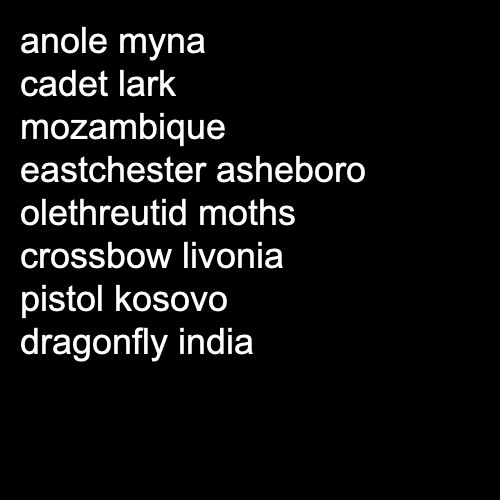 anole myna
cadet lark
mozambique
eastchester asheboro
olethreutid moths
crossbow livonia
pistol kosovo
dragonfly india